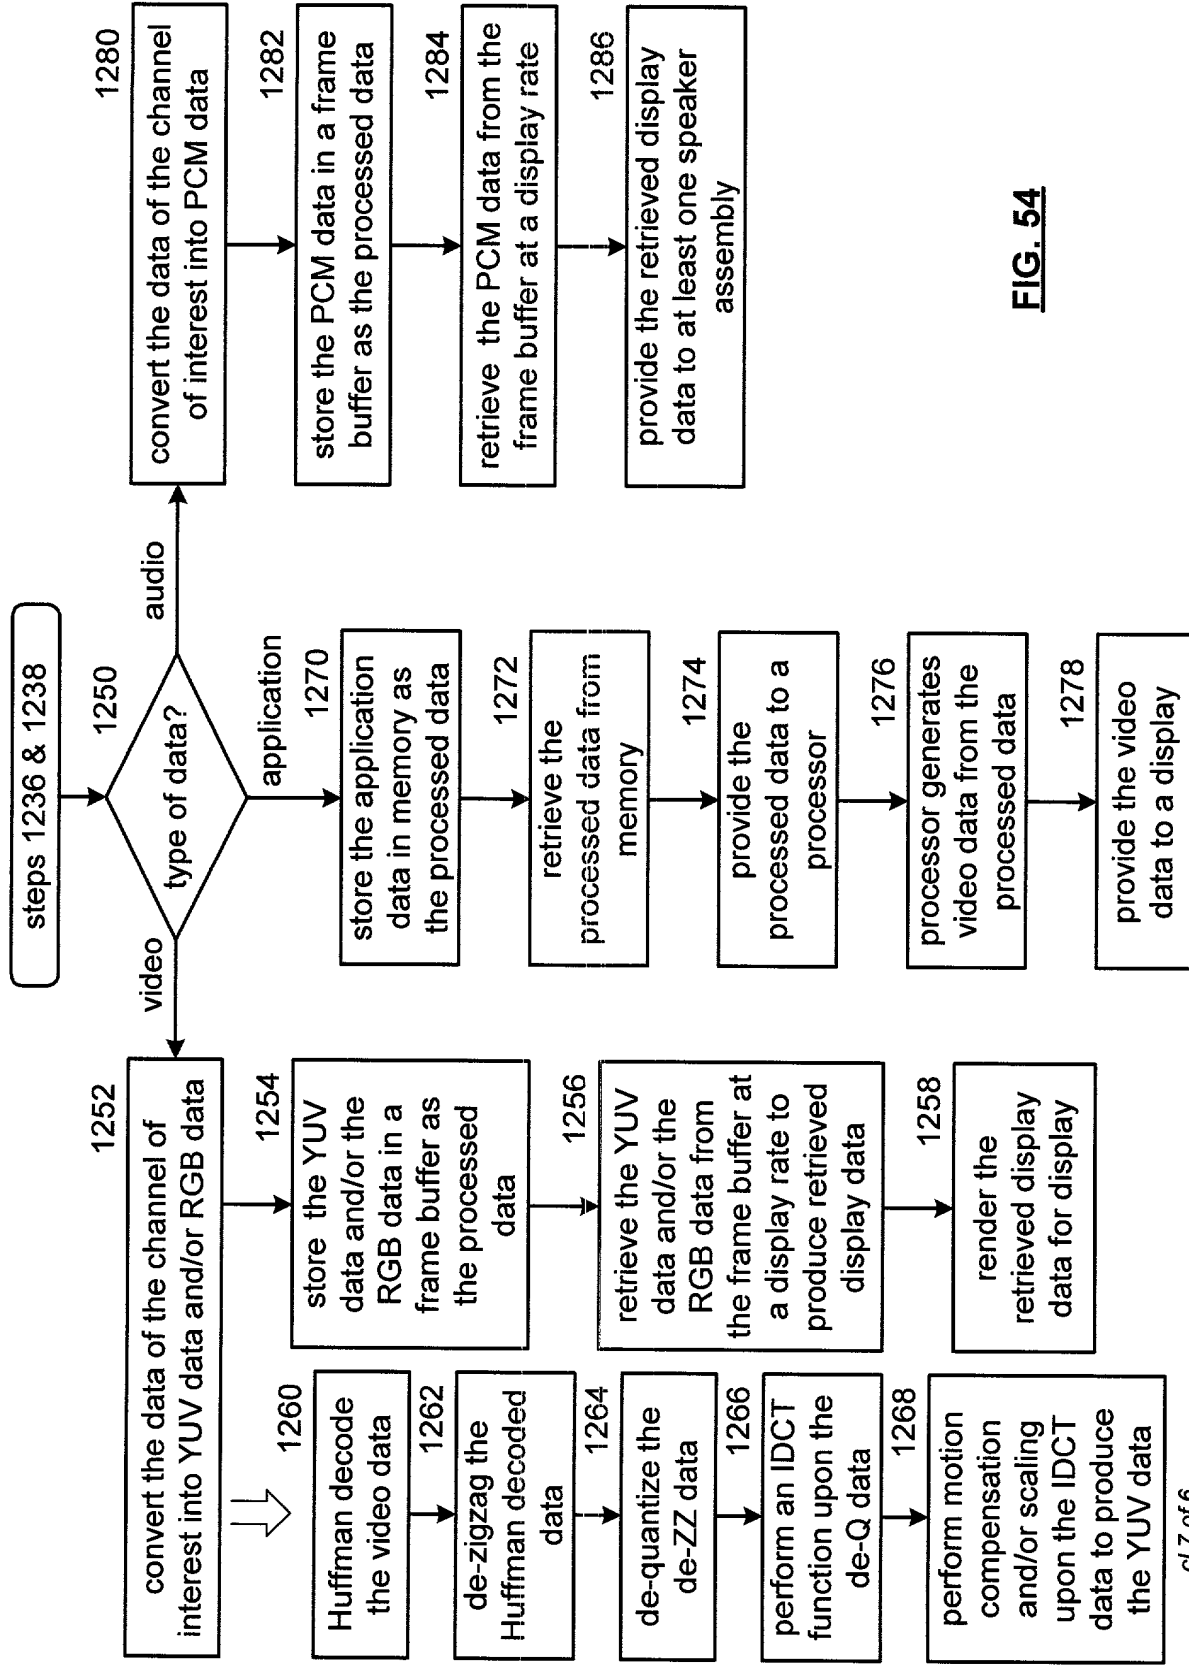 steps 1236 & 1238
1250
type of data?
video
application
audio
1252
convert the data of the channel of
interest into YUV data and/or RGB data
1254
store the YUV
data and/or the
RGB data in a
frame buffer as
the processed
data
1256
retrieve the YUV
data and/or the
RGB data from
the frame buffer at
a display rate to
produce retrieved
display data
1258
render the
retrieved display
data for display
1260
Huffman decode
the video data
1262
de-zigzag the
Huffman decoded
data
1264
de-quantize the
de-ZZ data
1266
perform an IDCT
function upon the
de-Q data
1268
perform motion
compensation
and/or scaling
upon the IDCT
data to produce
the YUV data
1270
store the application
data in memory as
the processed data
1272
retrieve the
processed data from
memory
1274
provide the
processed data to a
processor
1276
processor generates
video data from the
processed data
1278
provide the video
data to a display
1280
convert the data of the channel
of interest into PCM data
1282
store the PCM data in a frame
buffer as the processed data
1284
retrieve the PCM data from the
frame buffer at a display rate
1286
provide the retrieved display
data to at least one speaker
assembly
FIG. 54
cl 7 of 6